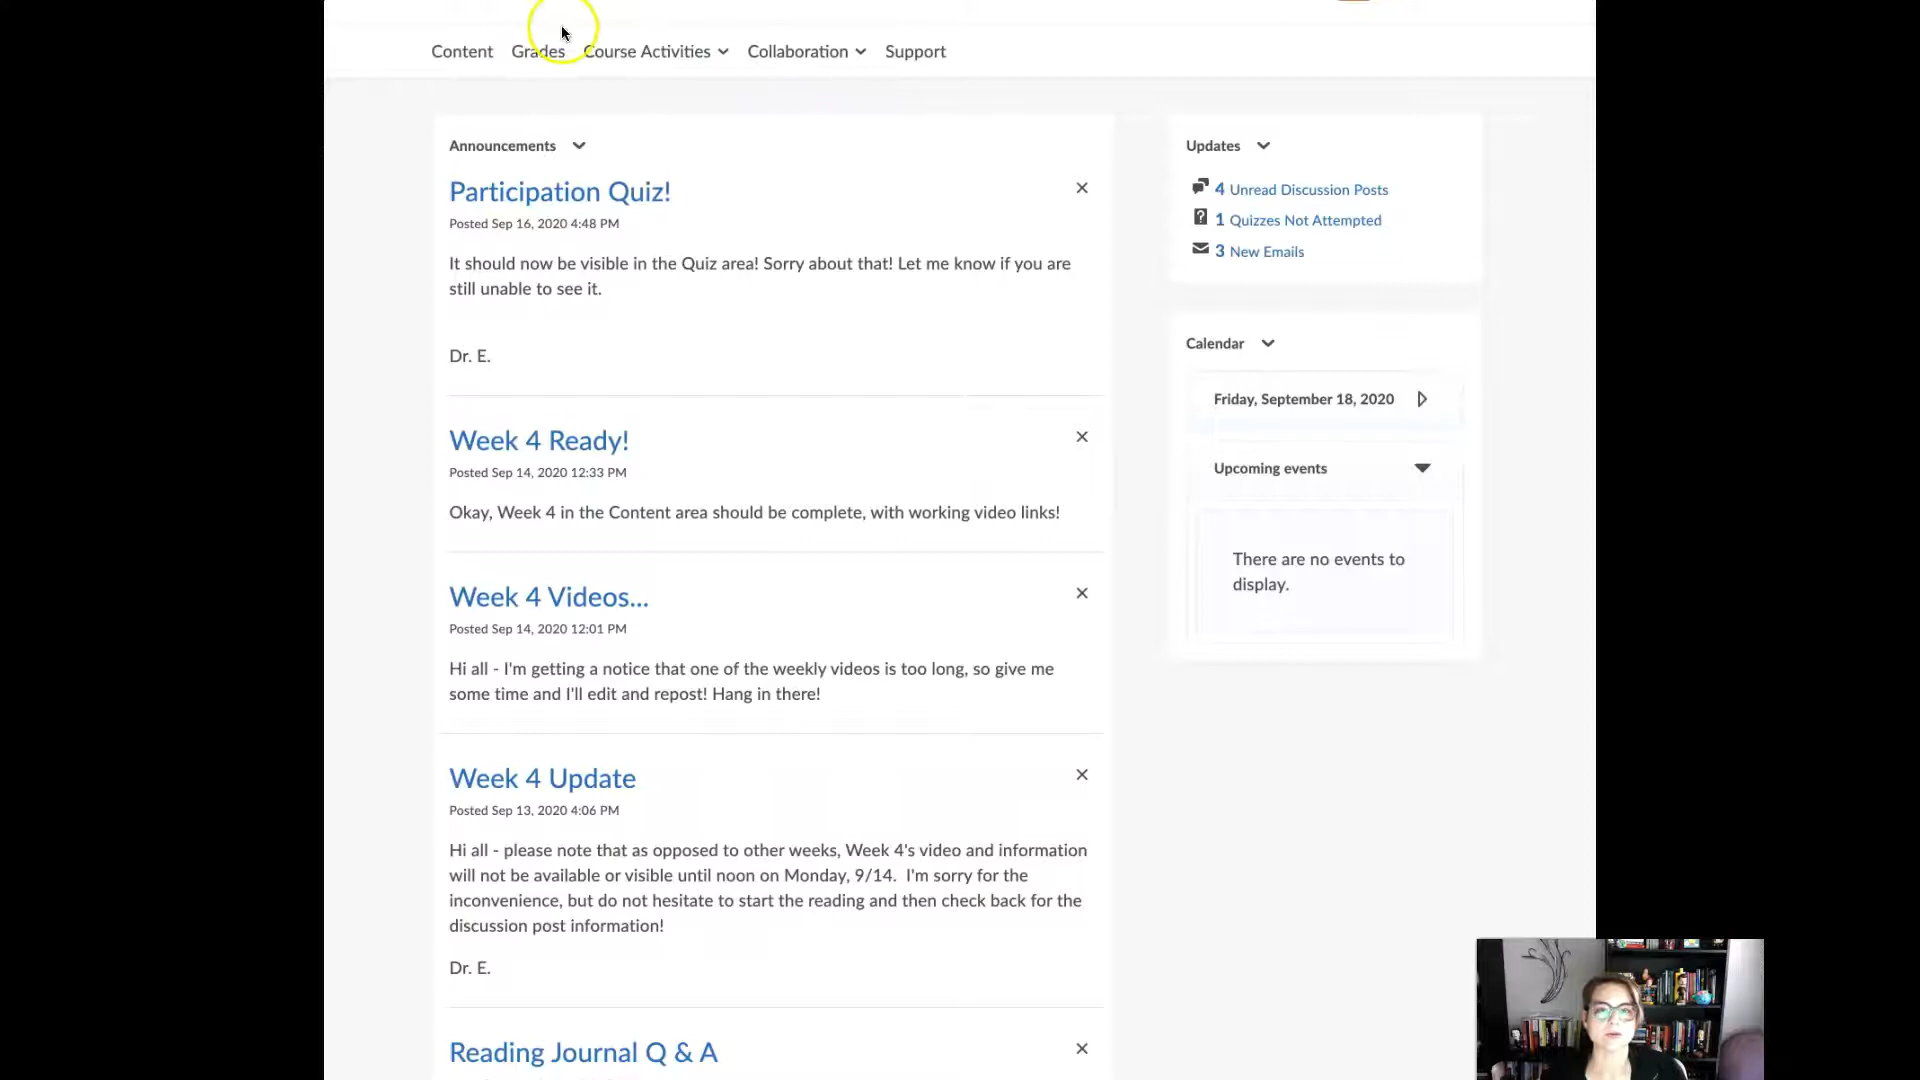 Content Grades Course Activities Collaboration Support
Announcements
Participation Quiz!
Posted Sep 16, 2020 4:48 PM
It should now be visible in the Quiz area! Sorry about that! Let me know if you are
still unable to see it.
Dr. E.
Week 4 Ready!
Posted Sep 14, 2020 12:33 PM
Okay, Week 4 in the Content area should be complete, with working video links!
Week 4 Videos...
Posted Sep 14, 2020 12:01 PM
Hi all - I'm getting a notice that one of the weekly videos is too long, so give me
some time and I'll edit and repost! Hang in there!
Week 4 Update
Posted Sep 13, 2020 4:06 PM
Hi all - please note that as opposed to other weeks, Week 4's video and information
will not be available or visible until noon on Monday, 9/14. I'm sorry for the
inconvenience, but do not hesitate to start the reading and then check back for the
discussion post information!
Dr. E.
Reading Journal Q & A
Updates
4 Unread Discussion Posts
1 Quizzes Not Attempted
3 New Emails
Calendar
Friday, September 18, 2020
Upcoming events
There are no events to
display.